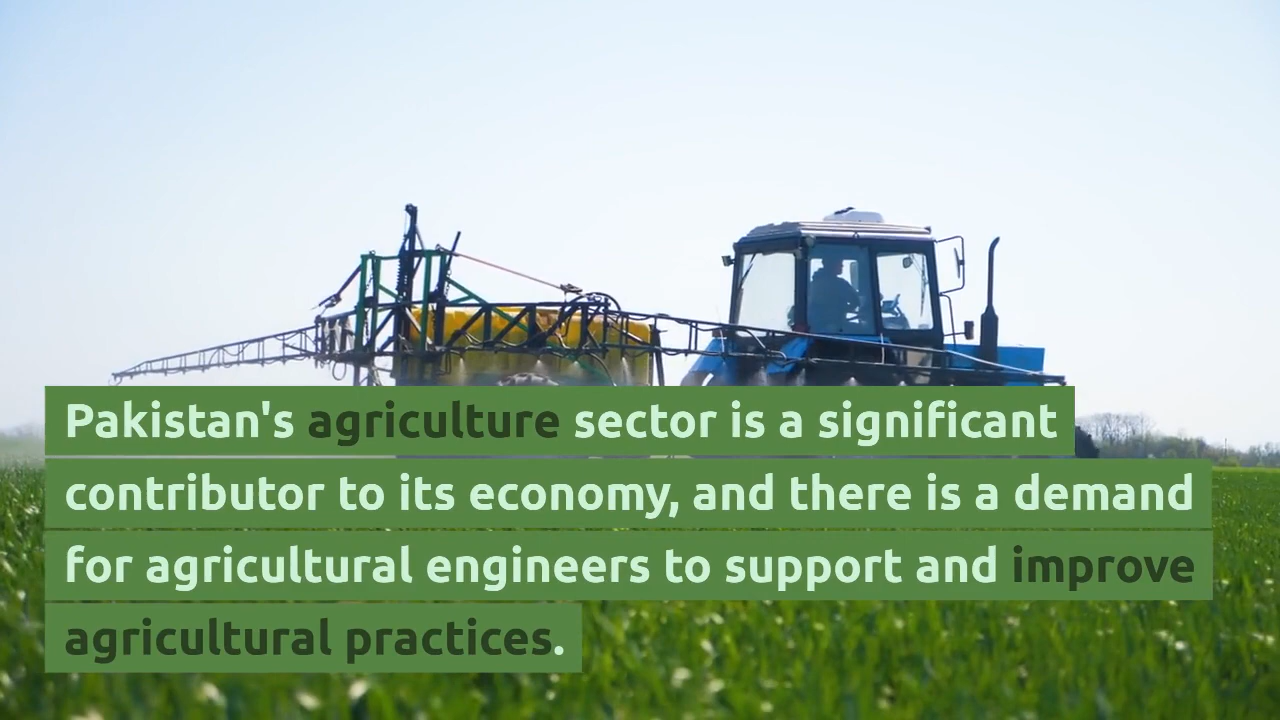 Pakistan's agriculture sector is a significant
contributor to its economy, and there is a demand
for agricultural engineers to support and improve
agricultural practices.